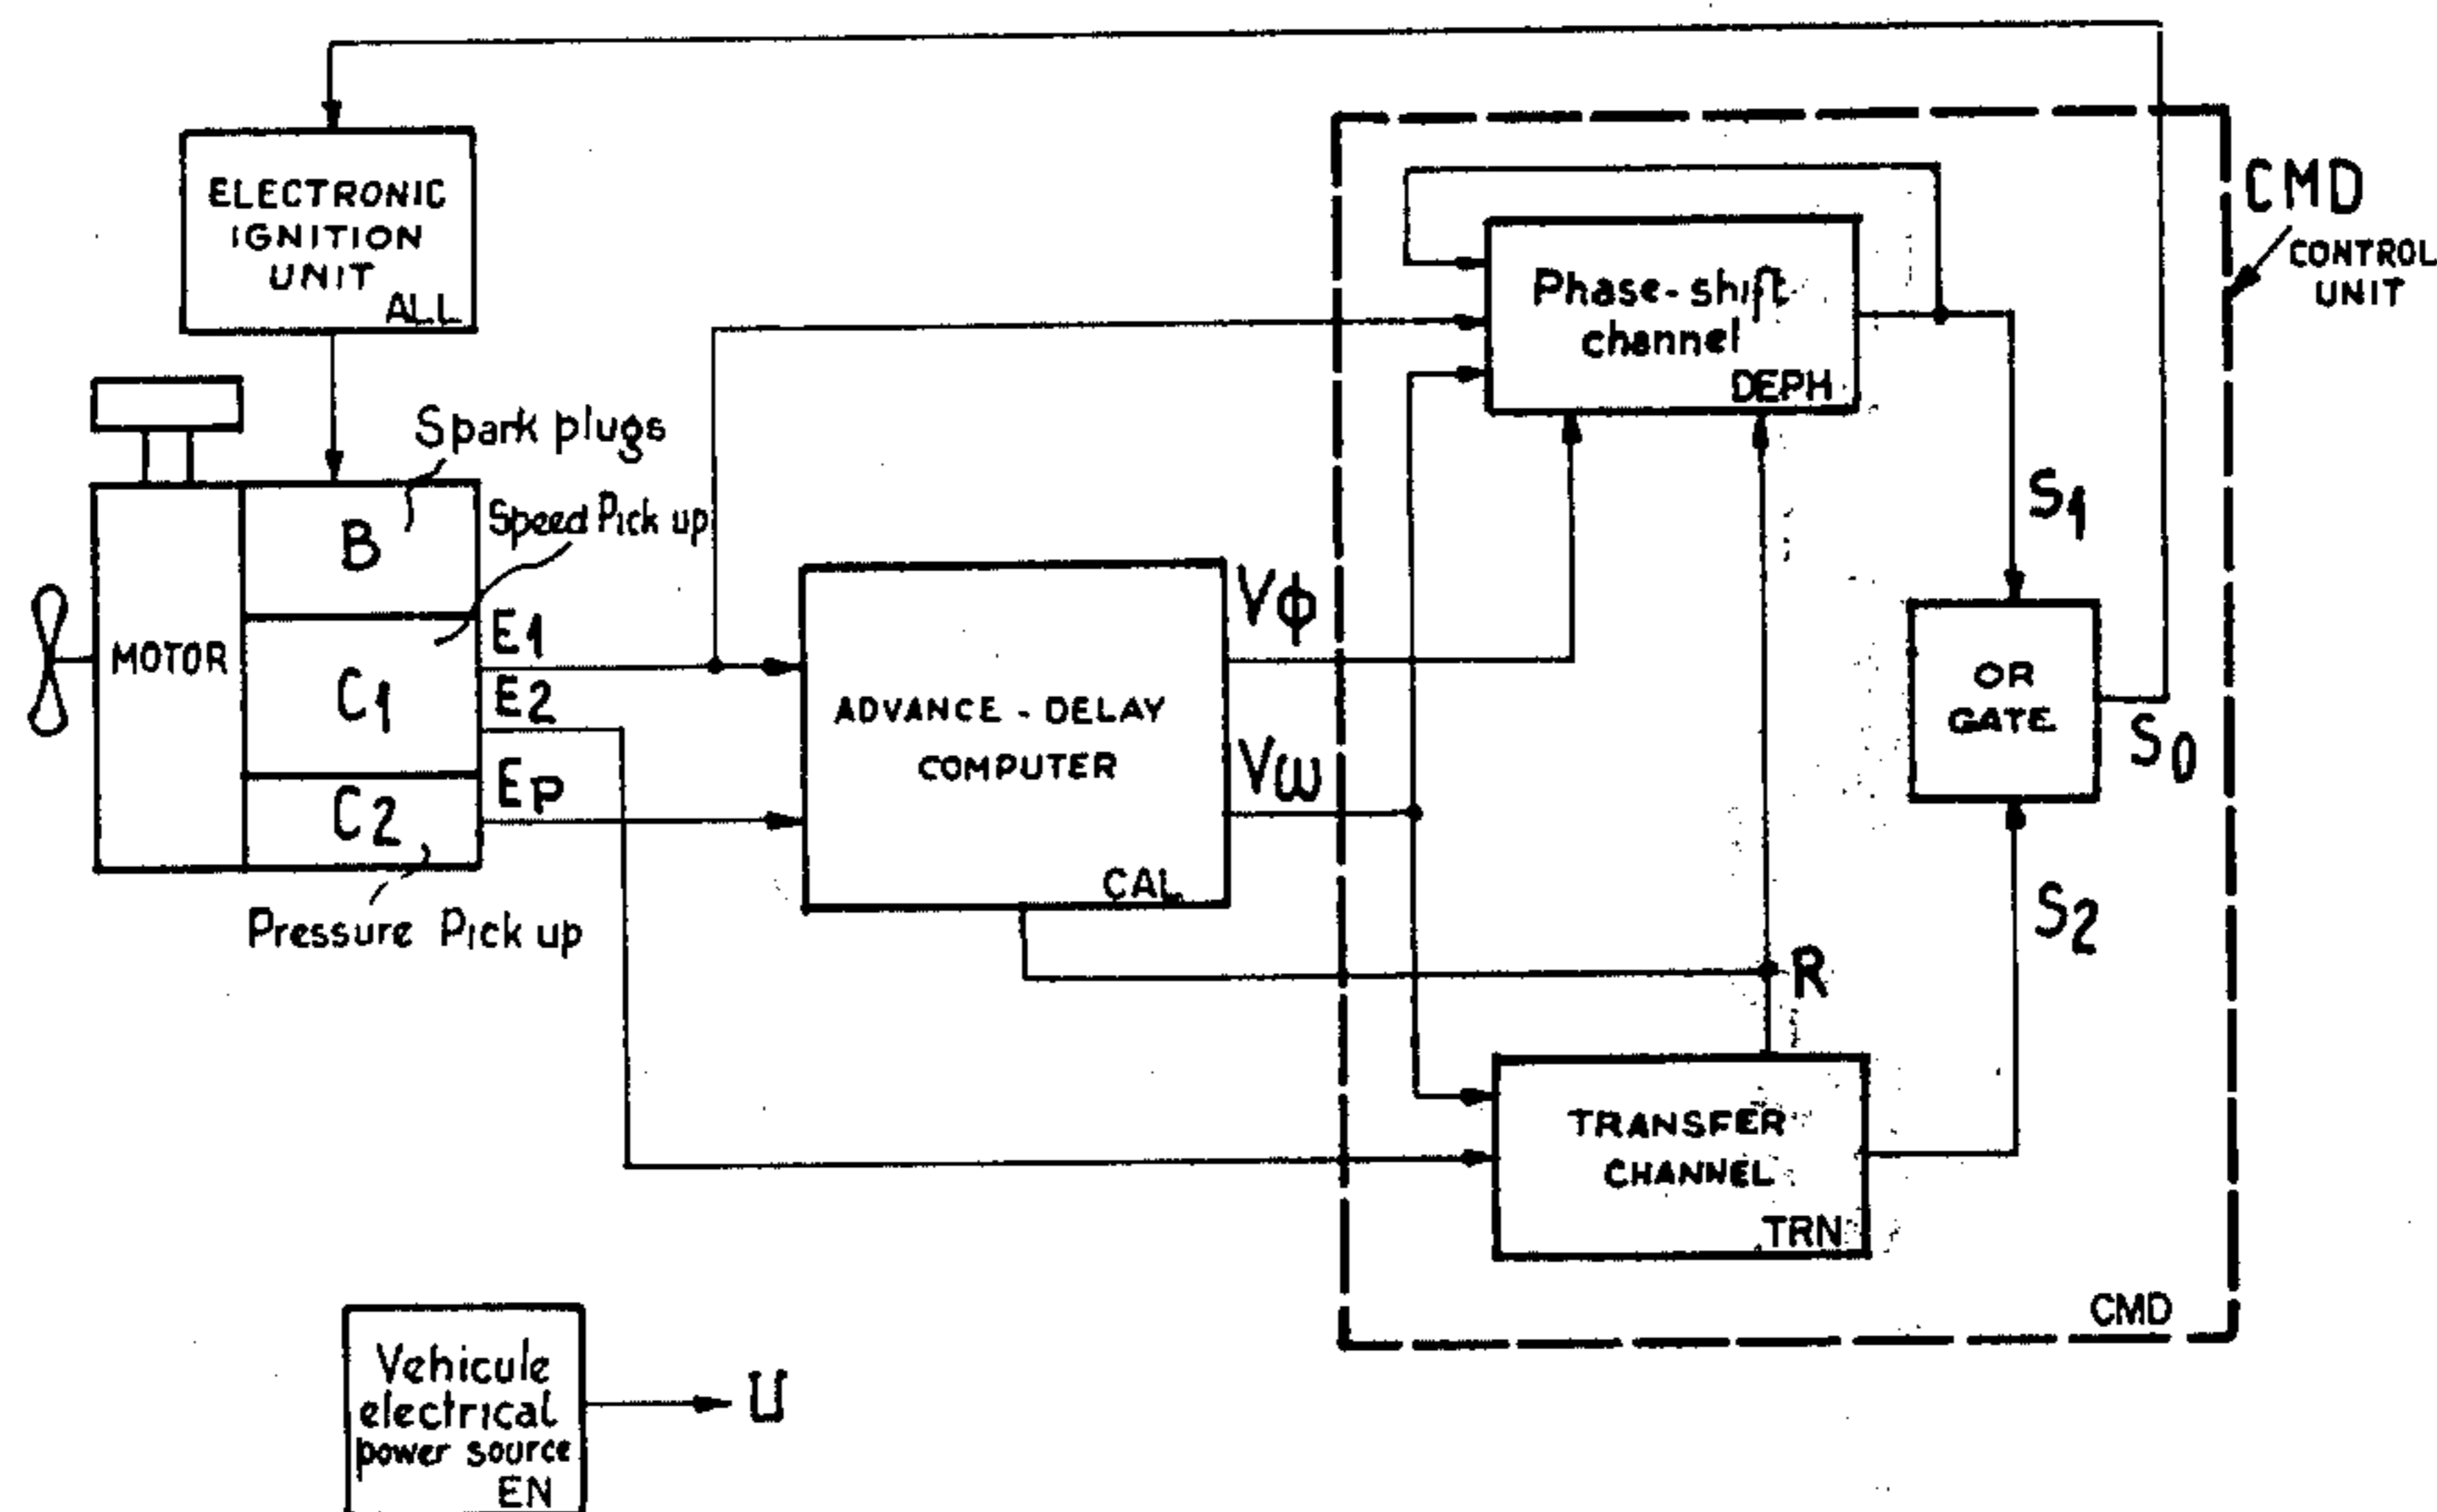 ELECTRONIC
IGNITION
UNIT
ALL
CMD
CONTROL
UNIT
Phase-shift
channel
DEPH
Spark plugs
B
Speed Pick up
S1
MOTOR
E1
C1
E2
EP
C2
Pressure Pick up
ADVANCE - DELAY
COMPUTER
CAL
Vϕ
Vω
OR
GATE
S0
S2
R
TRANSFER
CHANNEL
TRN
CMD
Vehicule
electrical
power source
EN
U